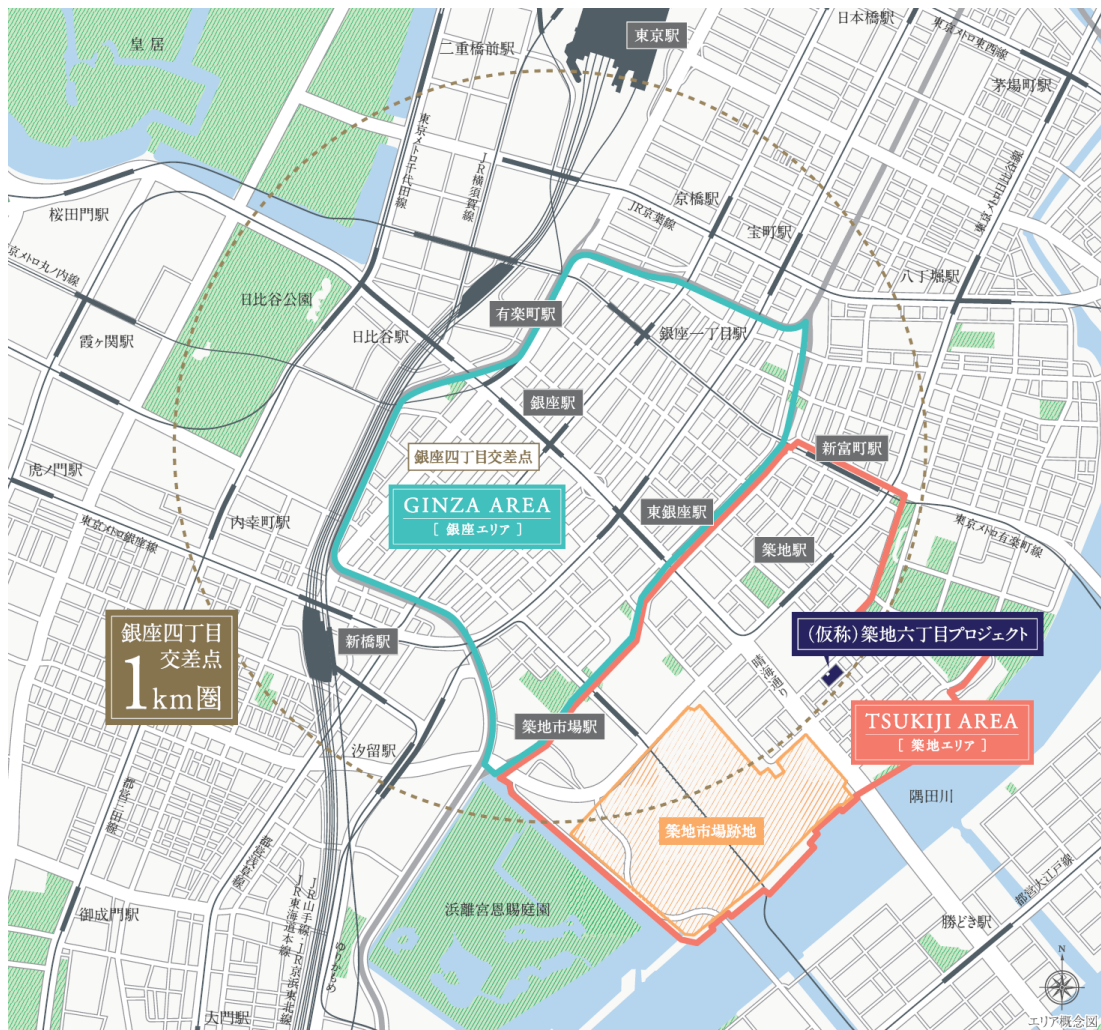 皇居
二重橋前駅
東京駅
日本橋駅
東京メトロ東西線
茅場町駅
東京メトロ千代田線
JR横須賀線
京橋駅
JR京葉線
宝町駅
東京メトロ日比谷線
八丁堀駅
桜田門駅
京メトロ丸ノ内線
霞ヶ関駅
日比谷公園
日比谷駅
有楽町駅
銀座一丁目駅
銀座駅
銀座四丁目交差点
GINZA AREA
[ 銀座エリア ]
新富町駅
東銀座駅
築地駅
東京メトロ有楽町線
虎ノ門駅
東京メトロ銀座線
内幸町駅
銀座四丁目
交差点
1km圏
新橋駅
(仮称)築地六丁目プロジェクト
晴海通り
TSUKIJI AREA
[ 築地エリア ]
築地市場駅
汐留駅
隅田川
築地市場跡地
都営三田線
都営浅草線
JR山手線・JR京浜東北線
JR東海道本線
ゆりかもめ
浜離宮恩賜庭園
御成門駅
大門駅
都営大江戸線
勝どき駅
N
エリア概念図